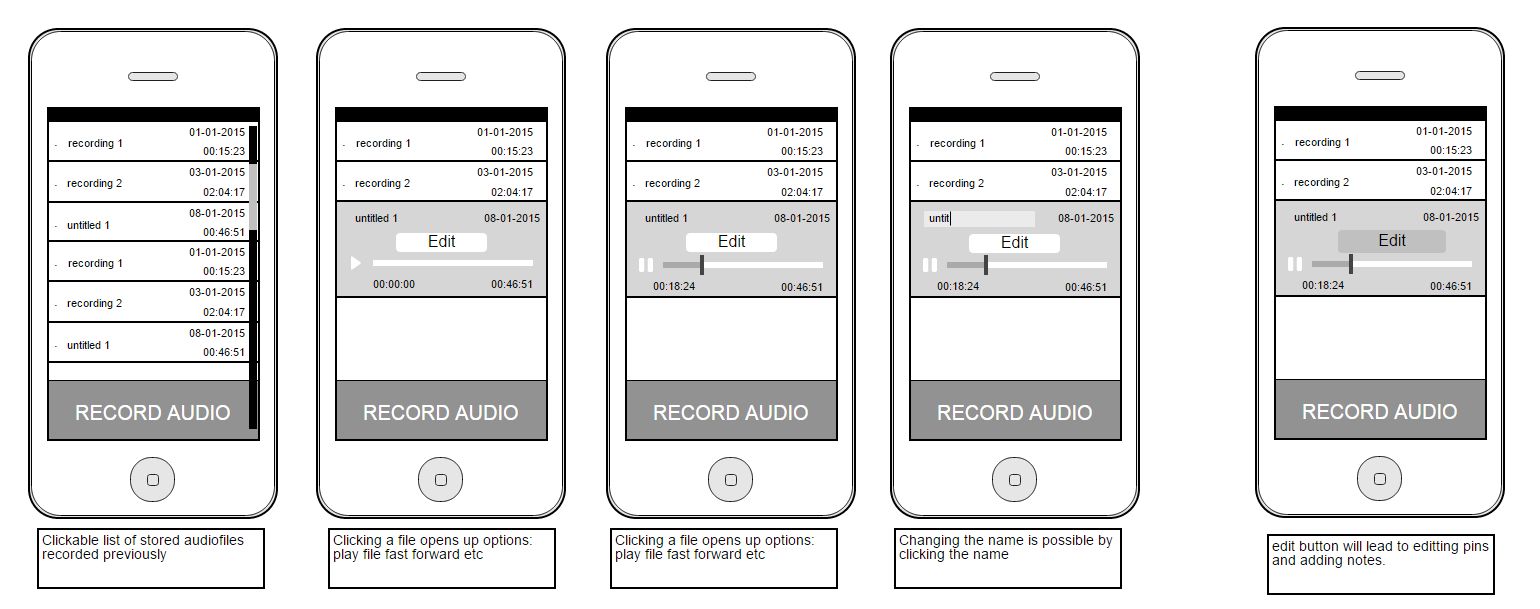 01-01-2015
recording 1
00:15:23
03-01-2015
recording 2
02:04:17
08-01-2015
untitled 1
00:46:51
01-01-2015
recording 1
00:15:23
03-01-2015
recording 2
02:04:17
08-01-2015
untitled 1
00:46:51
RECORD AUDIO
Clickable list of stored audiofiles
recorded previously
01-01-2015
recording 1
00:15:23
03-01-2015
recording 2
02:04:17
untitled 1 08-01-2015
Edit
00:00:00 00:46:51
RECORD AUDIO
Clicking a file opens up options:
play file fast forward etc
01-01-2015
recording 1
00:15:23
03-01-2015
recording 2
02:04:17
untitled 1 08-01-2015
Edit
00:18:24 00:46:51
RECORD AUDIO
Clicking a file opens up options:
play file fast forward etc
01-01-2015
recording 1
00:15:23
03-01-2015
recording 2
02:04:17
untit 08-01-2015
Edit
00:18:24 00:46:51
RECORD AUDIO
Changing the name is possible by
clicking the name
01-01-2015
recording 1
00:15:23
03-01-2015
recording 2
02:04:17
untitled 1 08-01-2015
Edit
00:18:24 00:46:51
RECORD AUDIO
edit button will lead to editting pins
and adding notes.